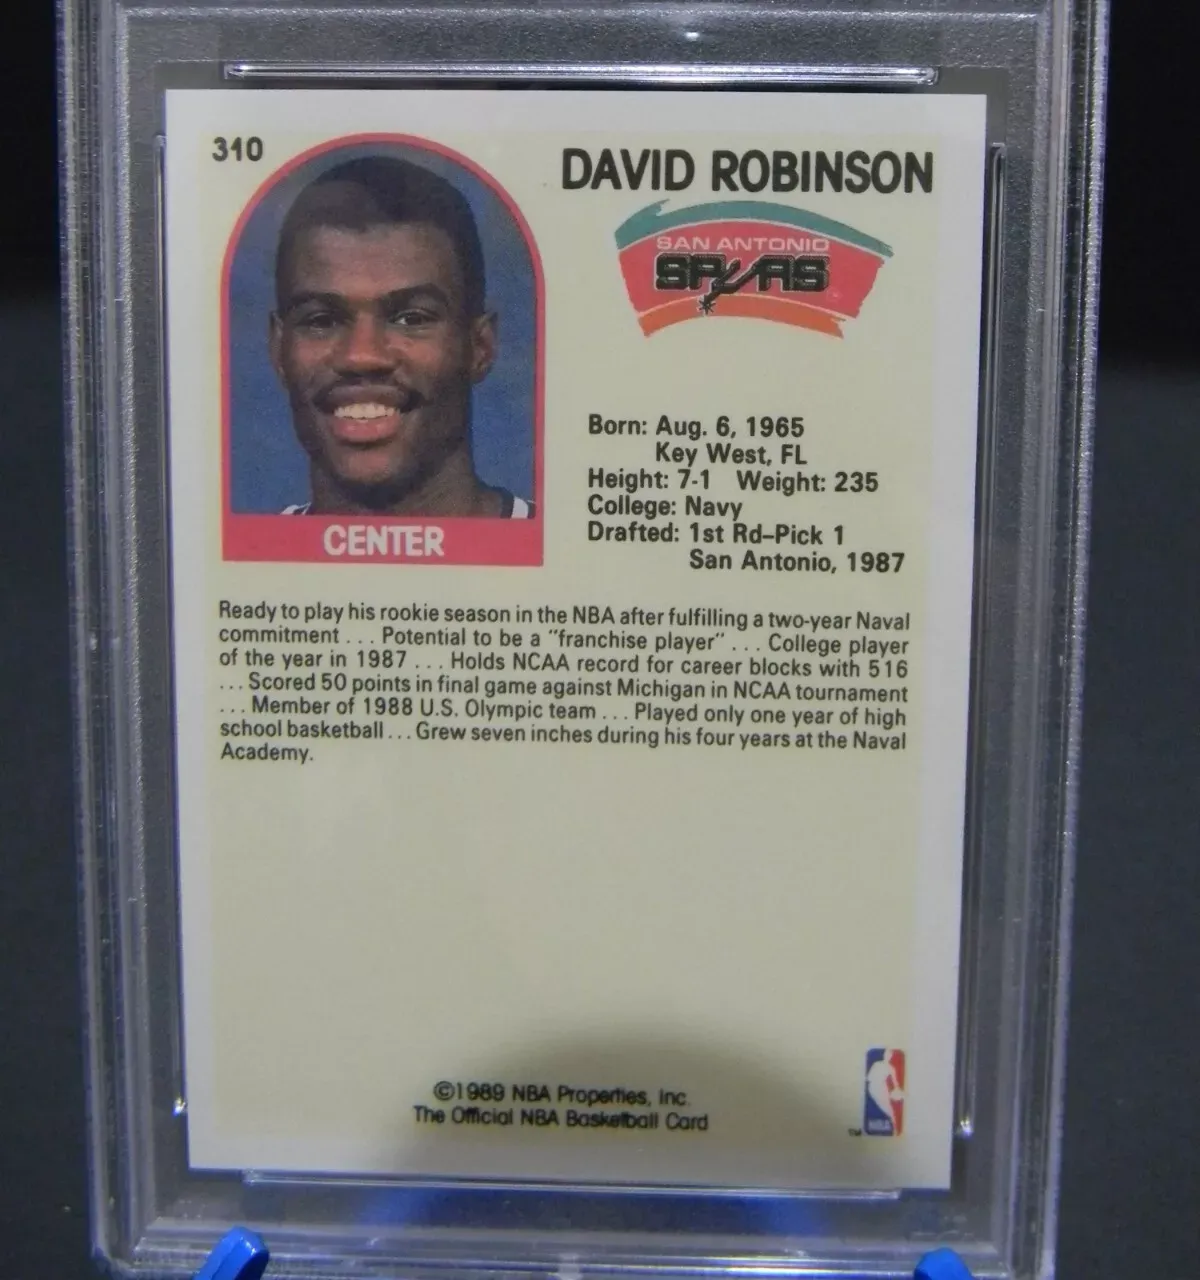 310
DAVID ROBINSON
SAN ANTONIO
SPURS
Born: Aug. 6, 1965
Key West, FL
Height: 7-1 Weight: 235
College: Navy
Drafted: 1st Rd–Pick 1
San Antonio, 1987
CENTER
Ready to play his rookie season in the NBA after fulfilling a two-year Naval
commitment . . . Potential to be a "franchise player" . . . College player
of the year in 1987 . . . Holds NCAA record for career blocks with 516
. . . Scored 50 points in final game against Michigan in NCAA tournament
. . . Member of 1988 U.S. Olympic team . . . Played only one year of high
school basketball . . . Grew seven inches during his four years at the Naval
Academy.
©1989 NBA Properties, Inc.
The Official NBA Basketball Card
NBA
TM